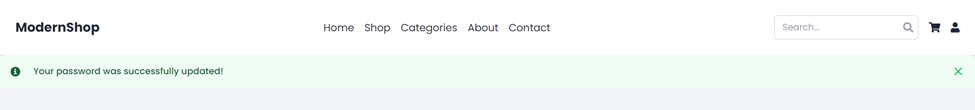 ModernShop
Home Shop Categories About Contact
Search...
Your password was successfully updated!